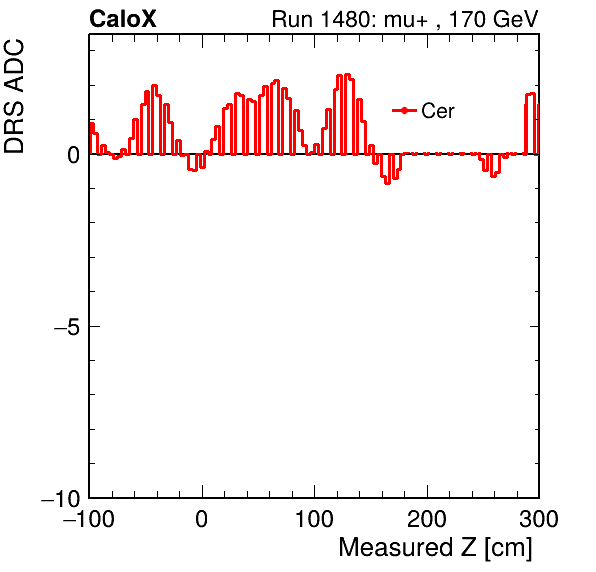 CaloX Run 1480: mu+ , 170 GeV
DRS ADC
Cer
0
−5
−10
−100 0 100 200 300
Measured Z [cm]